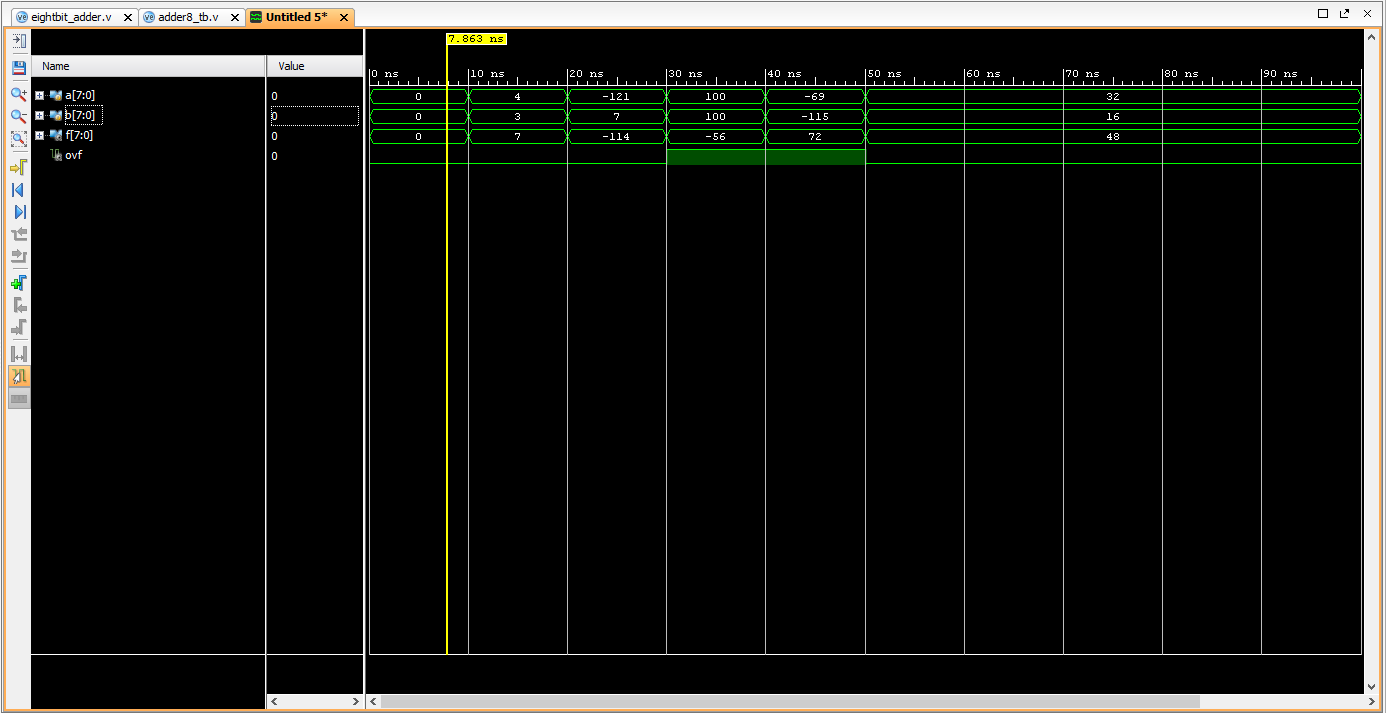 eightbit_adder.v adder8_tb.v Untitled 5*
7.863 ns
Name Value
0 ns 10 ns 20 ns 30 ns 40 ns 50 ns 60 ns 70 ns 80 ns 90 ns
a[7:0] 0 0 4 -121 100 -69 32
b[7:0] 0 0 3 7 100 -115 16
f[7:0] 0 0 7 -114 -56 72 48
ovf 0